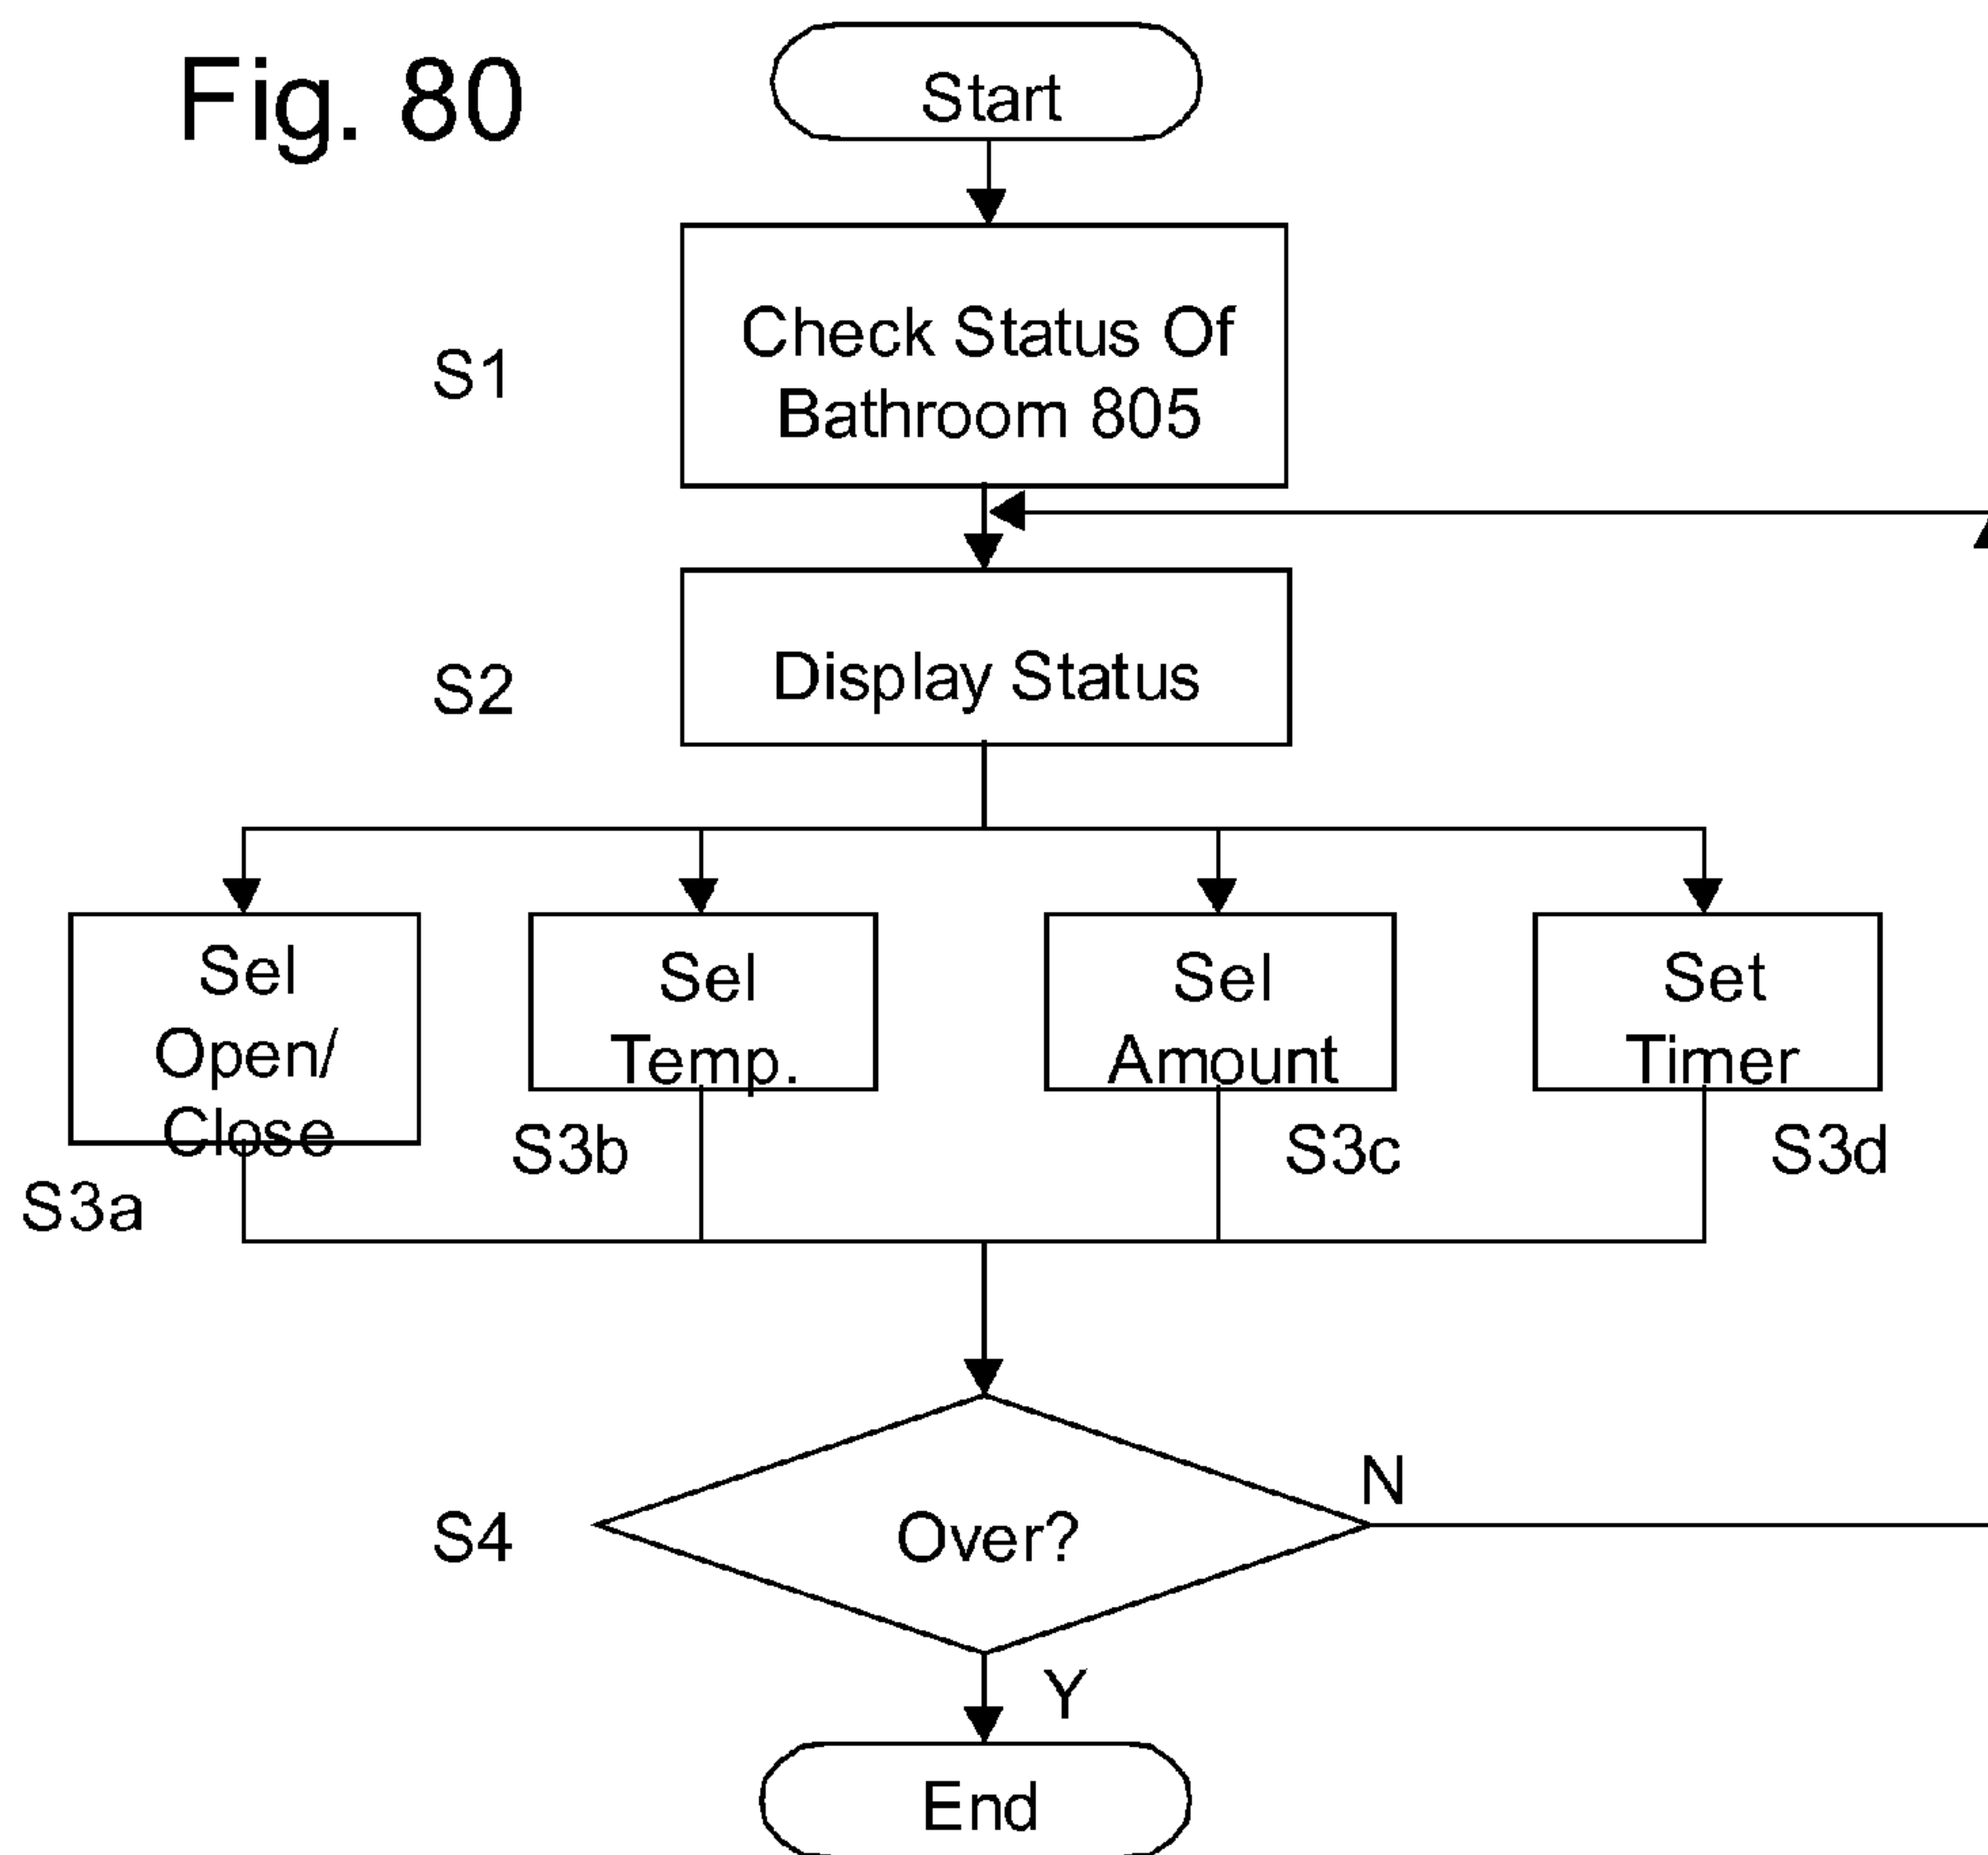 Fig. 80
Start
S1
Check Status Of
Bathroom 805
S2
Display Status
Sel
Open/
Close
S3a
Sel
Temp.
S3b
Sel
Amount
S3c
Set
Timer
S3d
S4
Over?
N
Y
End